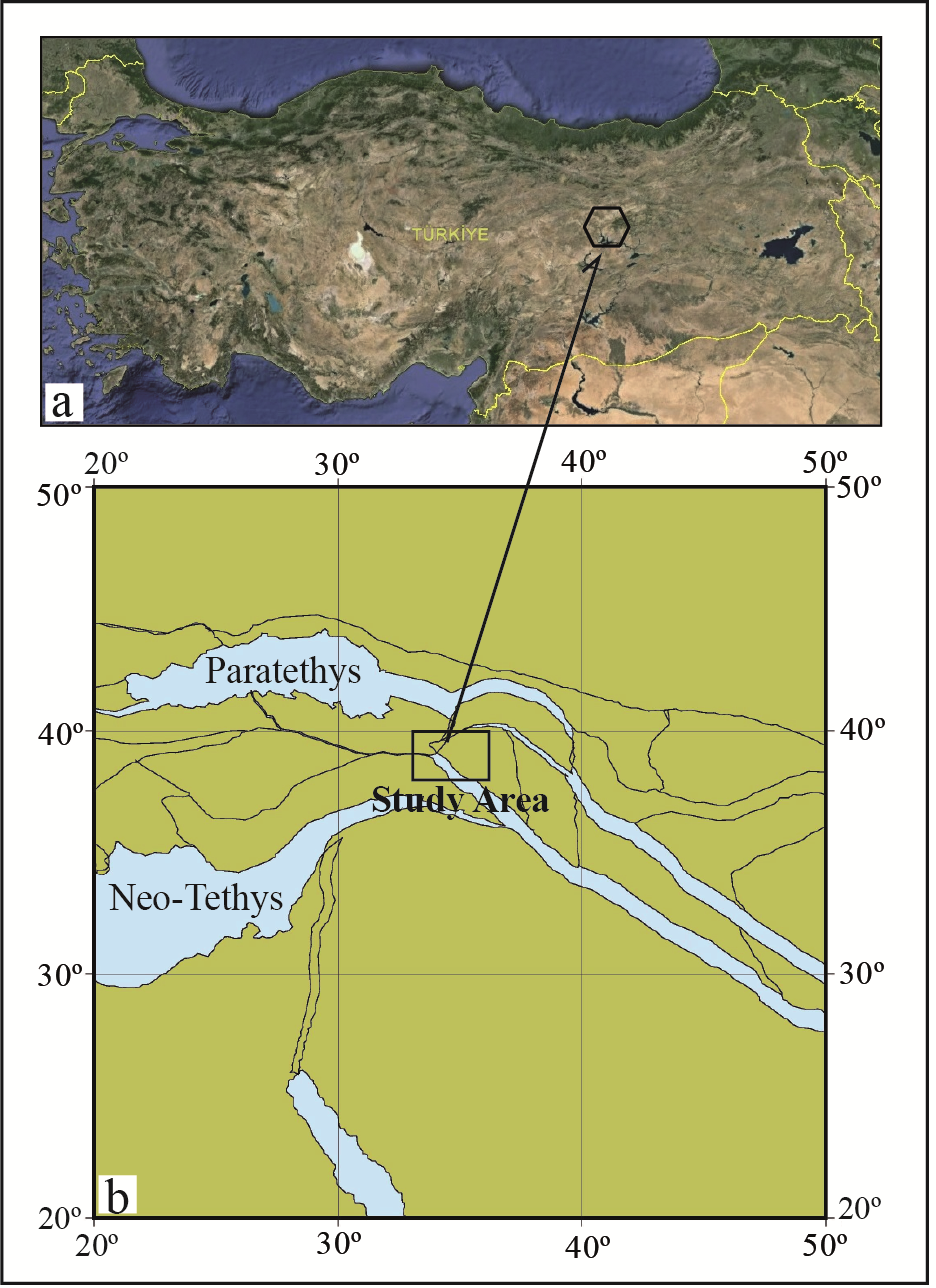 TÜRKİYE
a
20º 30º 40º 50º
50º 50º
Paratethys
40º 40º
Study Area
Neo-Tethys
30º 30º
b
20º 20º
20º 30º 40º 50º